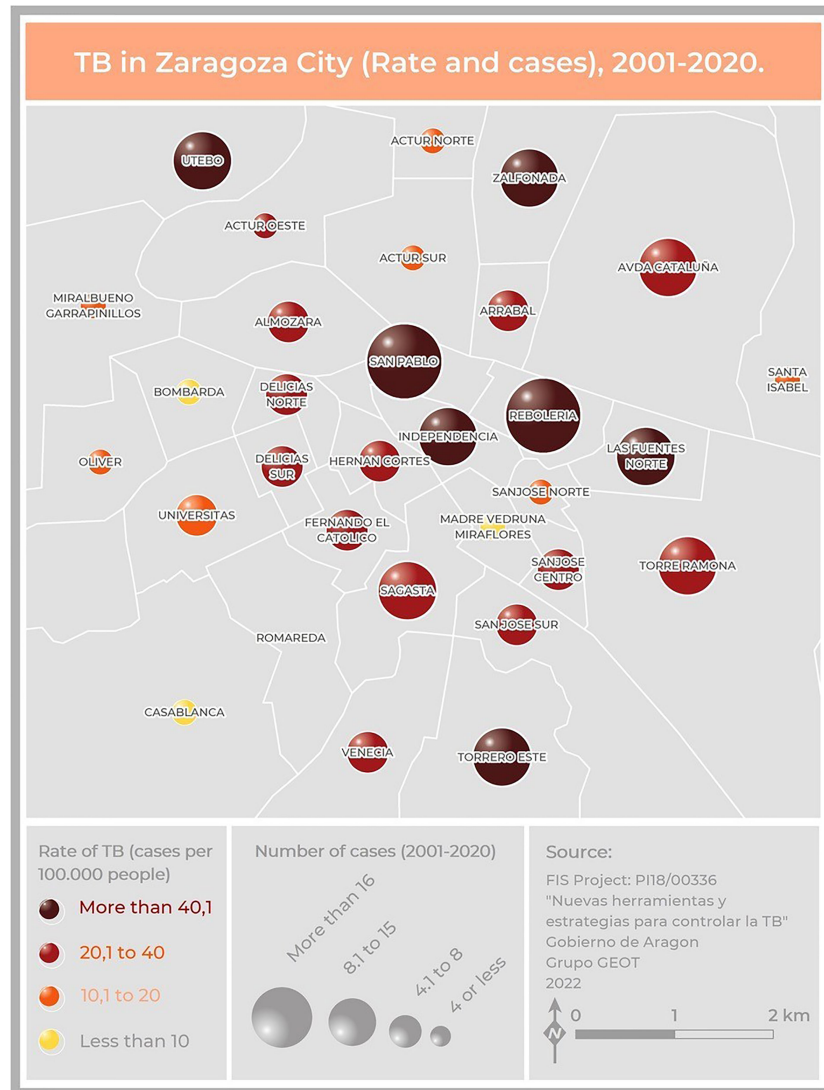 TB in Zaragoza City (Rate and cases), 2001-2020.
ACTUR NORTE
UTEBO
ZALFONADA
ACTUR OESTE
ACTUR SUR
AVDA CATALUÑA
MIRALBUENO
GARRAPINILLOS
ALMOZARA
ARRABAL
SAN PABLO
SANTA
ISABEL
BOMBARDA
DELICIAS
NORTE
REBOLERIA
INDEPENDENCIA
LAS FUENTES
NORTE
OLIVER
DELICIAS
SUR
HERNAN CORTES
SANJOSE NORTE
UNIVERSITAS
FERNANDO EL
CATOLICO
MADRE VEDRUNA
MIRAFLORES
SANJOSE
CENTRO
TORRE RAMONA
SAGASTA
SAN JOSE SUR
ROMAREDA
CASABLANCA
VENECIA
TORRERO ESTE
Rate of TB (cases per
100.000 people)
More than 40,1
20,1 to 40
10,1 to 20
Less than 10
Number of cases (2001-2020)
More than 16
8.1 to 15
4.1 to 8
4 or less
Source:
FIS Project: PI18/00336
"Nuevas herramientas y
estrategias para controlar la TB"
Gobierno de Aragon
Grupo GEOT
2022
N
0 1 2 km